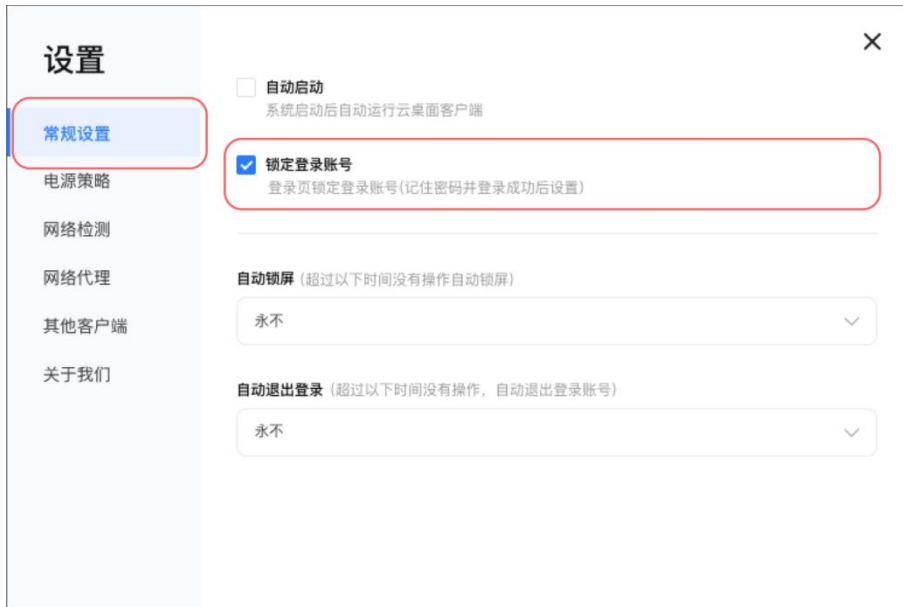 设置
常规设置
电源策略
网络检测
网络代理
其他客户端
关于我们
自动启动
系统启动后自动运行云桌面客户端
锁定登录账号
登录页锁定登录账号(记住密码并登录成功后设置)
自动锁屏 (超过以下时间没有操作自动锁屏)
永不
自动退出登录 (超过以下时间没有操作，自动退出登录账号)
永不